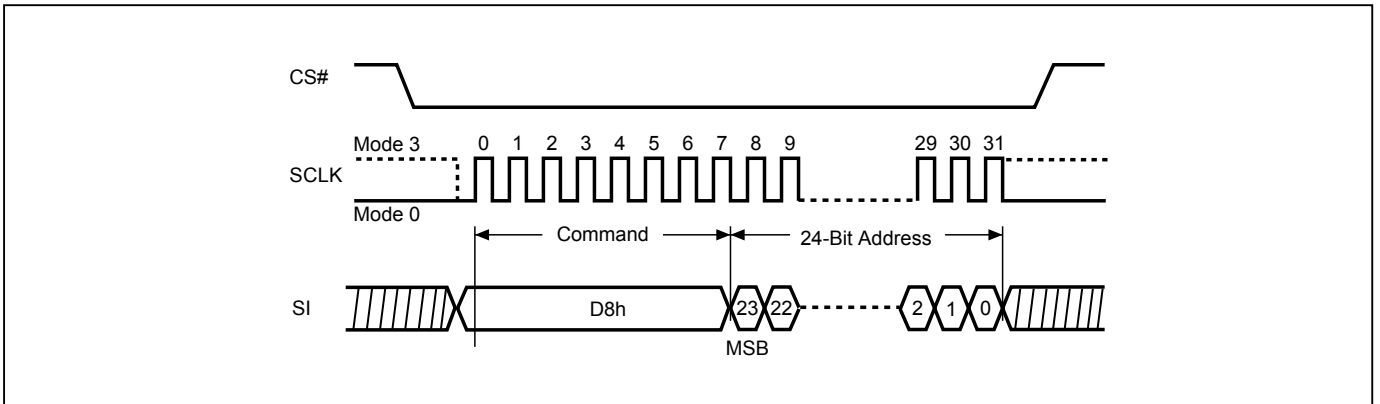 CS#
Mode 3 0 1 2 3 4 5 6 7 8 9 29 30 31
SCLK
Mode 0
Command 24-Bit Address
SI D8h 23 22 2 1 0
MSB